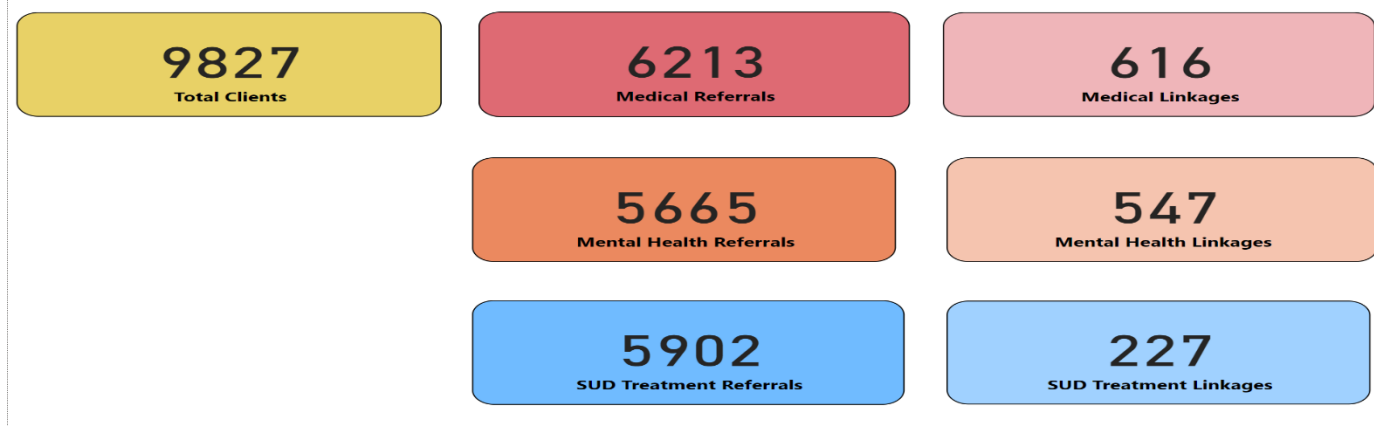 9827
Total Clients
6213
Medical Referrals
616
Medical Linkages
5665
Mental Health Referrals
547
Mental Health Linkages
5902
SUD Treatment Referrals
227
SUD Treatment Linkages